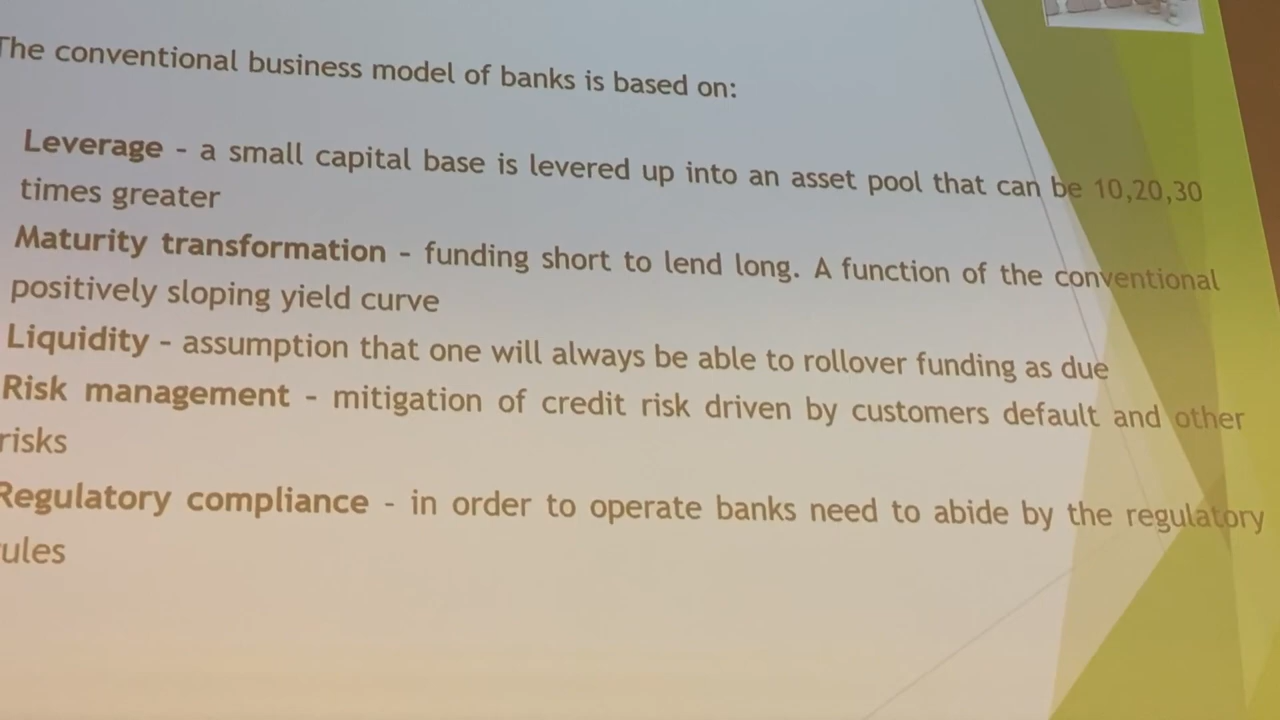 The conventional business model of banks is based on:
Leverage - a small capital base is levered up into an asset pool that can be 10,20,30
times greater
Maturity transformation - funding short to lend long. A function of the conventional
positively sloping yield curve
Liquidity - assumption that one will always be able to rollover funding as due
Risk management - mitigation of credit risk driven by customers default and other
risks
Regulatory compliance - in order to operate banks need to abide by the regulatory
rules